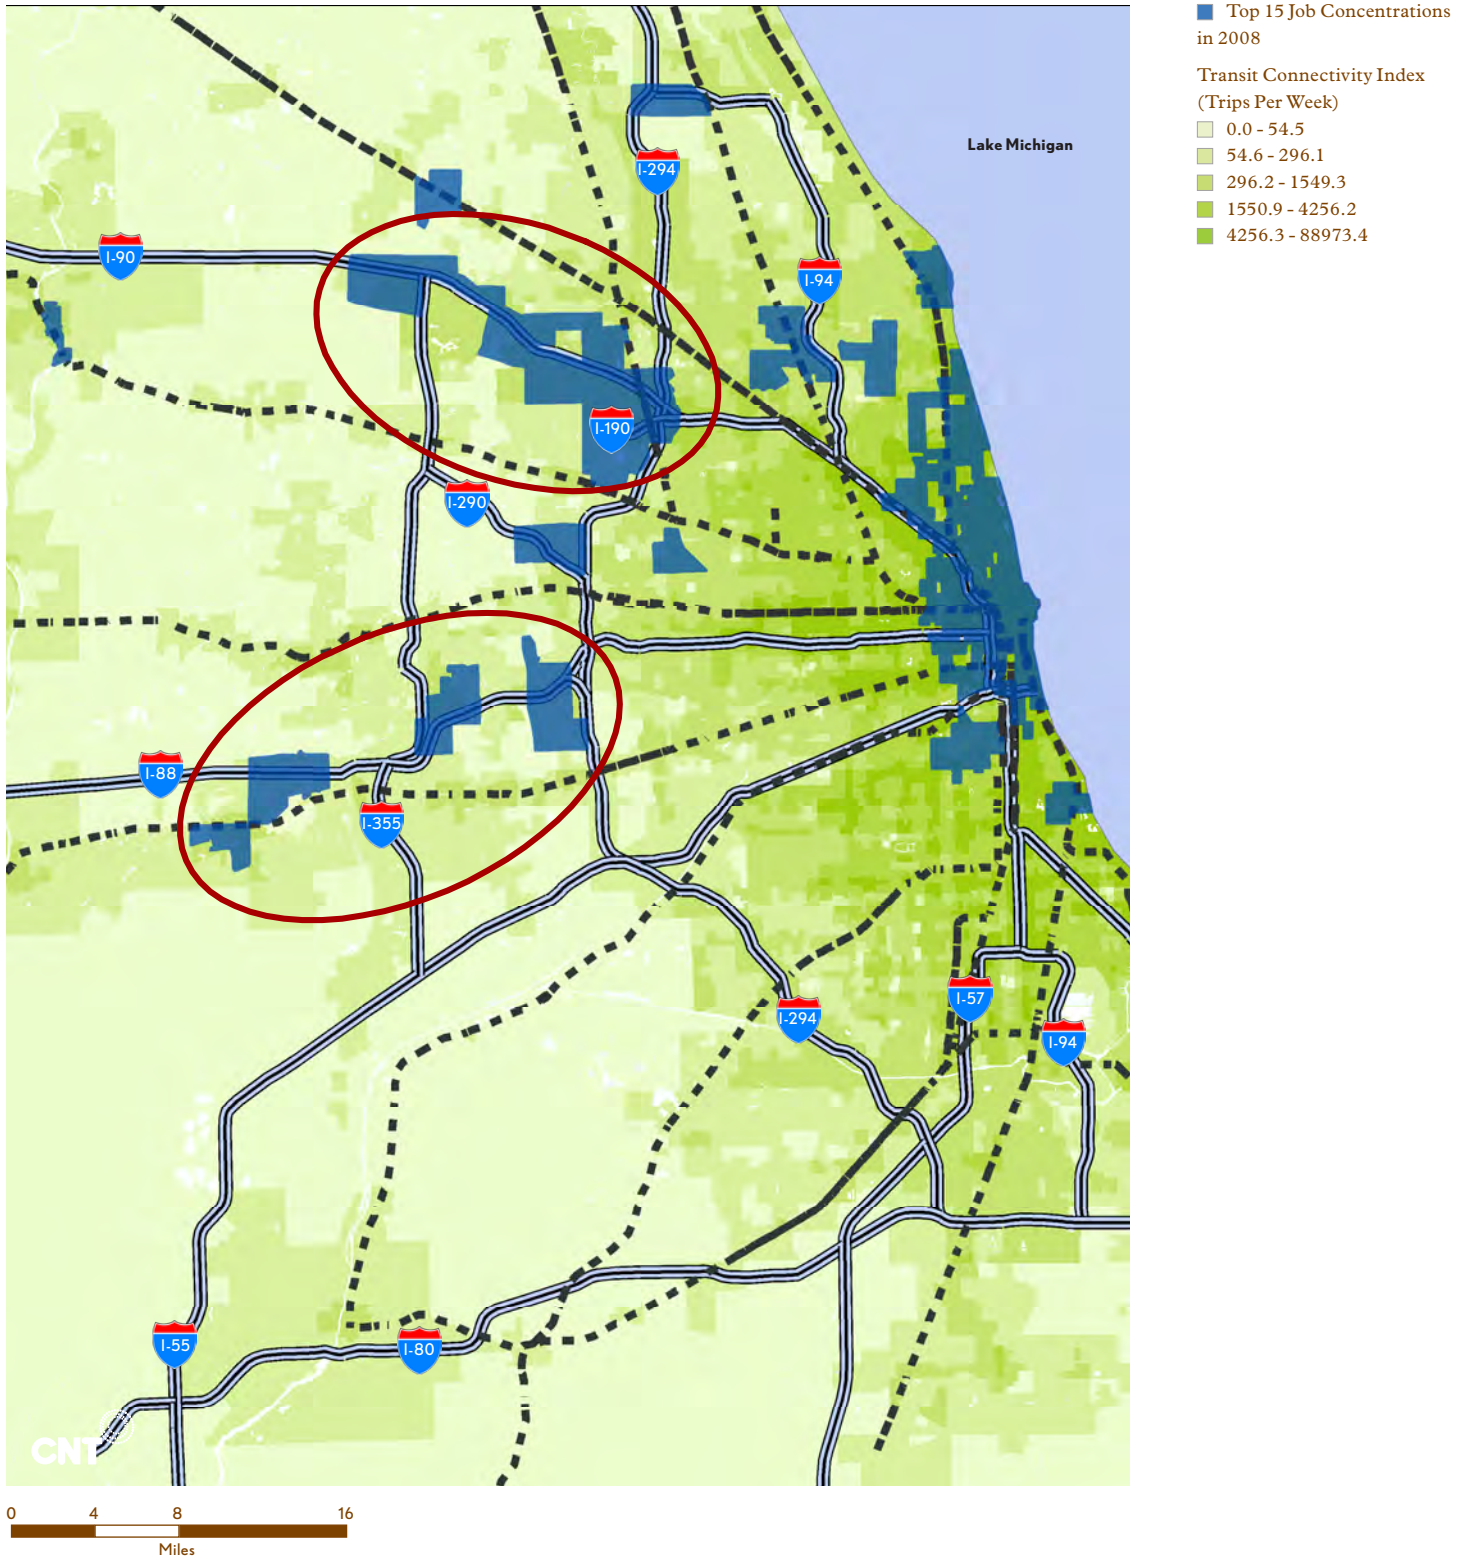 Top 15 Job Concentrations
in 2008
Transit Connectivity Index
(Trips Per Week)
0.0 - 54.5
54.6 - 296.1
296.2 - 1549.3
1550.9 - 4256.2
4256.3 - 88973.4
Lake Michigan
I-294
I-90
I-94
I-190
I-290
I-88
I-355
I-57
I-294
I-94
I-55
I-80
CNT
0 4 8 16
Miles